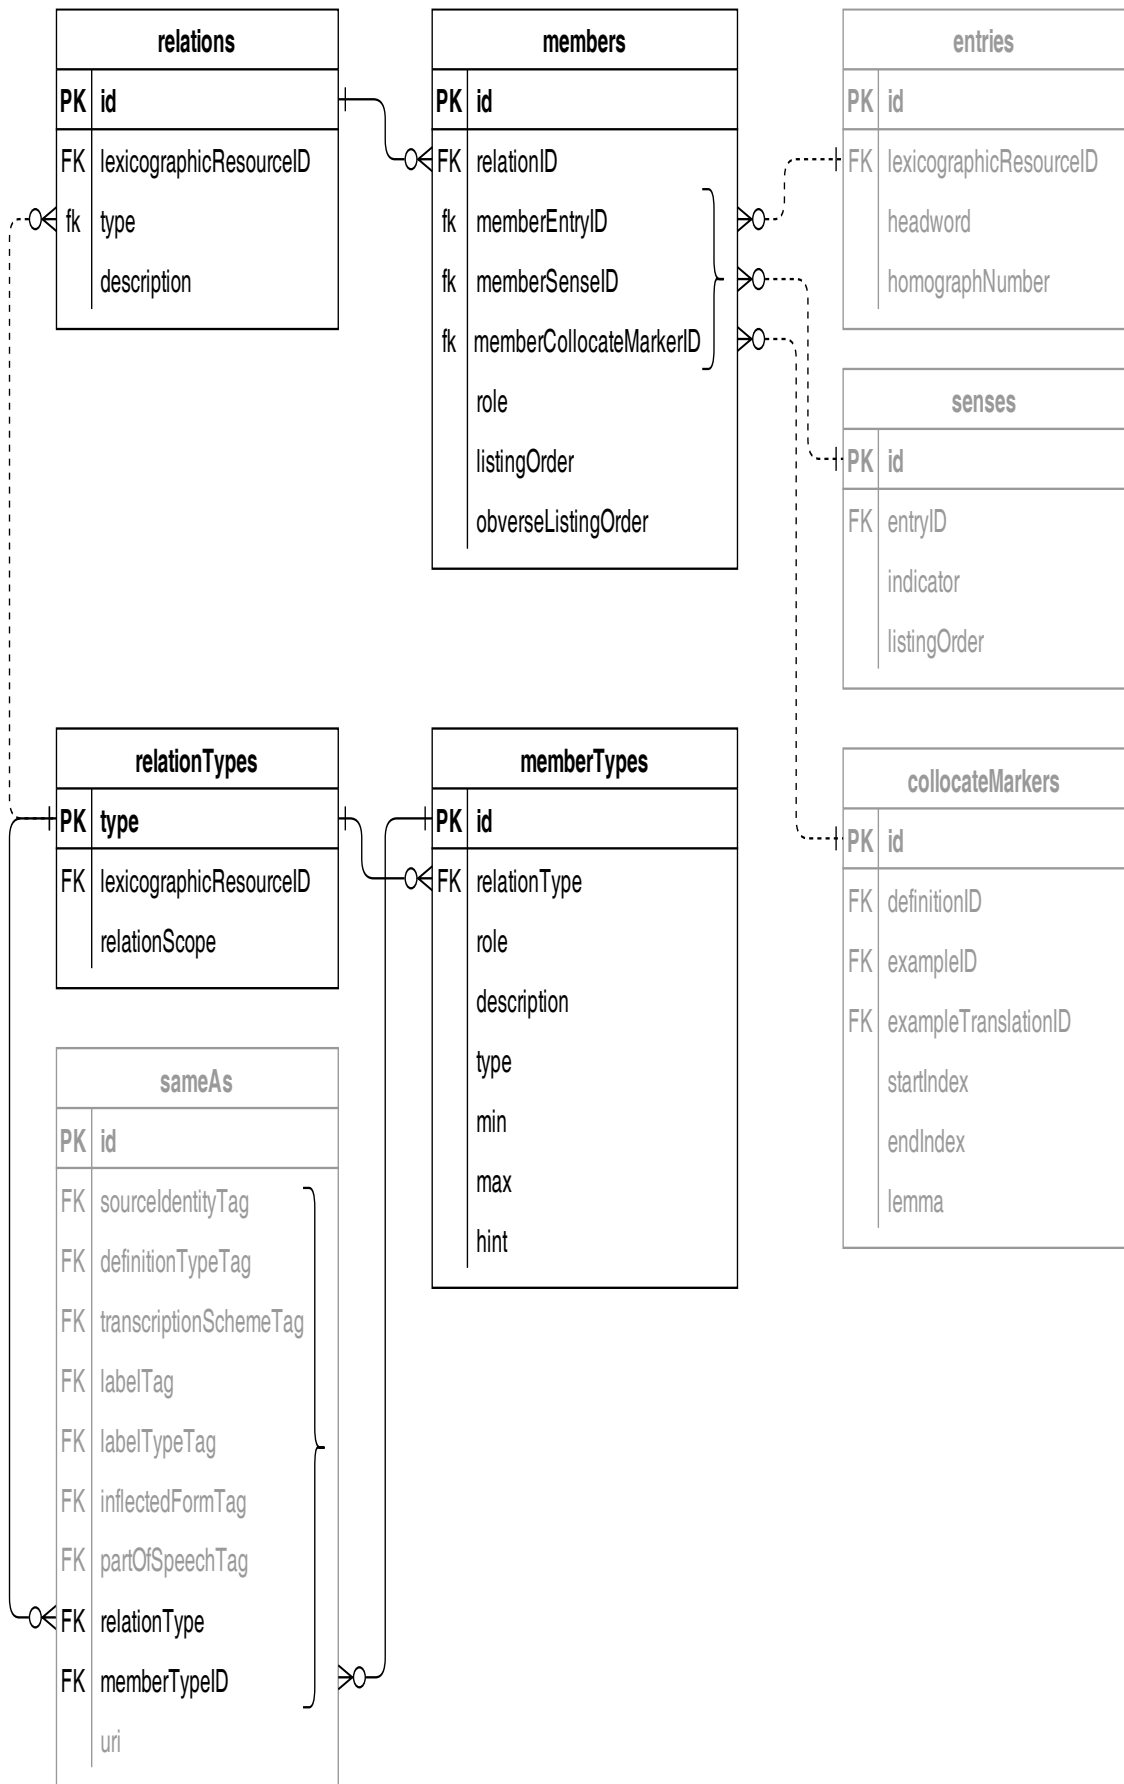 relations
PK id
FK lexicographicResourceID
fk type
description
members
PK id
FK relationID
fk memberEntryID
fk memberSenseID
fk memberCollocateMarkerID
role
listingOrder
obverseListingOrder
entries
PK id
FK lexicographicResourceID
headword
homographNumber
senses
PK id
FK entryID
indicator
listingOrder
relationTypes
PK type
FK lexicographicResourceID
relationScope
memberTypes
PK id
FK relationType
role
description
type
min
max
hint
collocateMarkers
PK id
FK definitionID
FK exampleID
FK exampleTranslationID
startIndex
endIndex
lemma
sameAs
PK id
FK sourceIdentityTag
FK definitionTypeTag
FK transcriptionSchemeTag
FK labelTag
FK labelTypeTag
FK inflectedFormTag
FK partOfSpeechTag
FK relationType
FK memberTypeID
uri